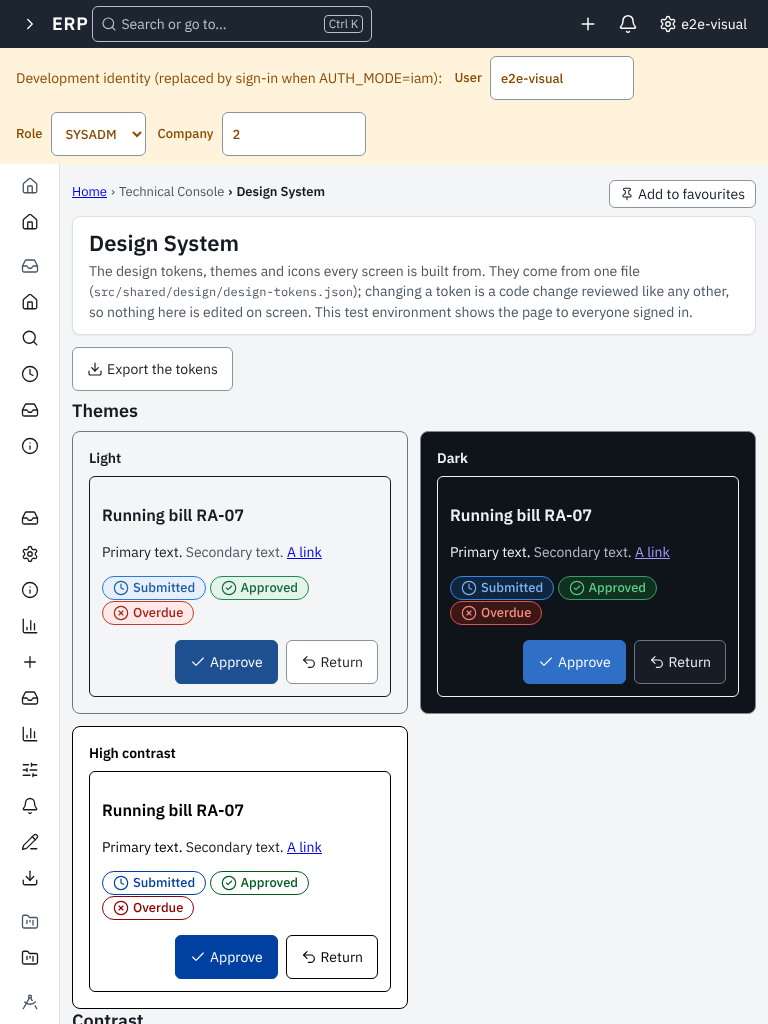 ERP
Search or go to...
Ctrl K
e2e-visual
Development identity (replaced by sign-in when AUTH_MODE=iam): User e2e-visual
Role SYSADM Company 2
Home › Technical Console › Design System
Add to favourites
Design System
The design tokens, themes and icons every screen is built from. They come from one file
(src/shared/design/design-tokens.json); changing a token is a code change reviewed like any other,
so nothing here is edited on screen. This test environment shows the page to everyone signed in.
Export the tokens
Themes
Light
Running bill RA-07
Primary text. Secondary text. A link
Submitted Approved
Overdue
Approve Return
Dark
Running bill RA-07
Primary text. Secondary text. A link
Submitted Approved
Overdue
Approve Return
High contrast
Running bill RA-07
Primary text. Secondary text. A link
Submitted Approved
Overdue
Approve Return
Contrast